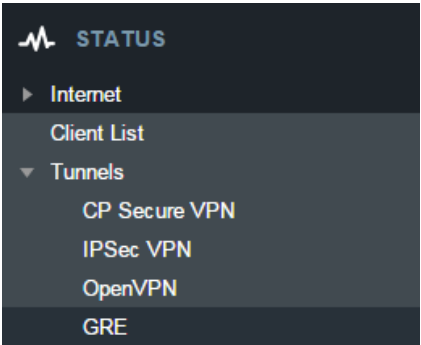 STATUS
Internet
Client List
Tunnels
CP Secure VPN
IPSec VPN
OpenVPN
GRE